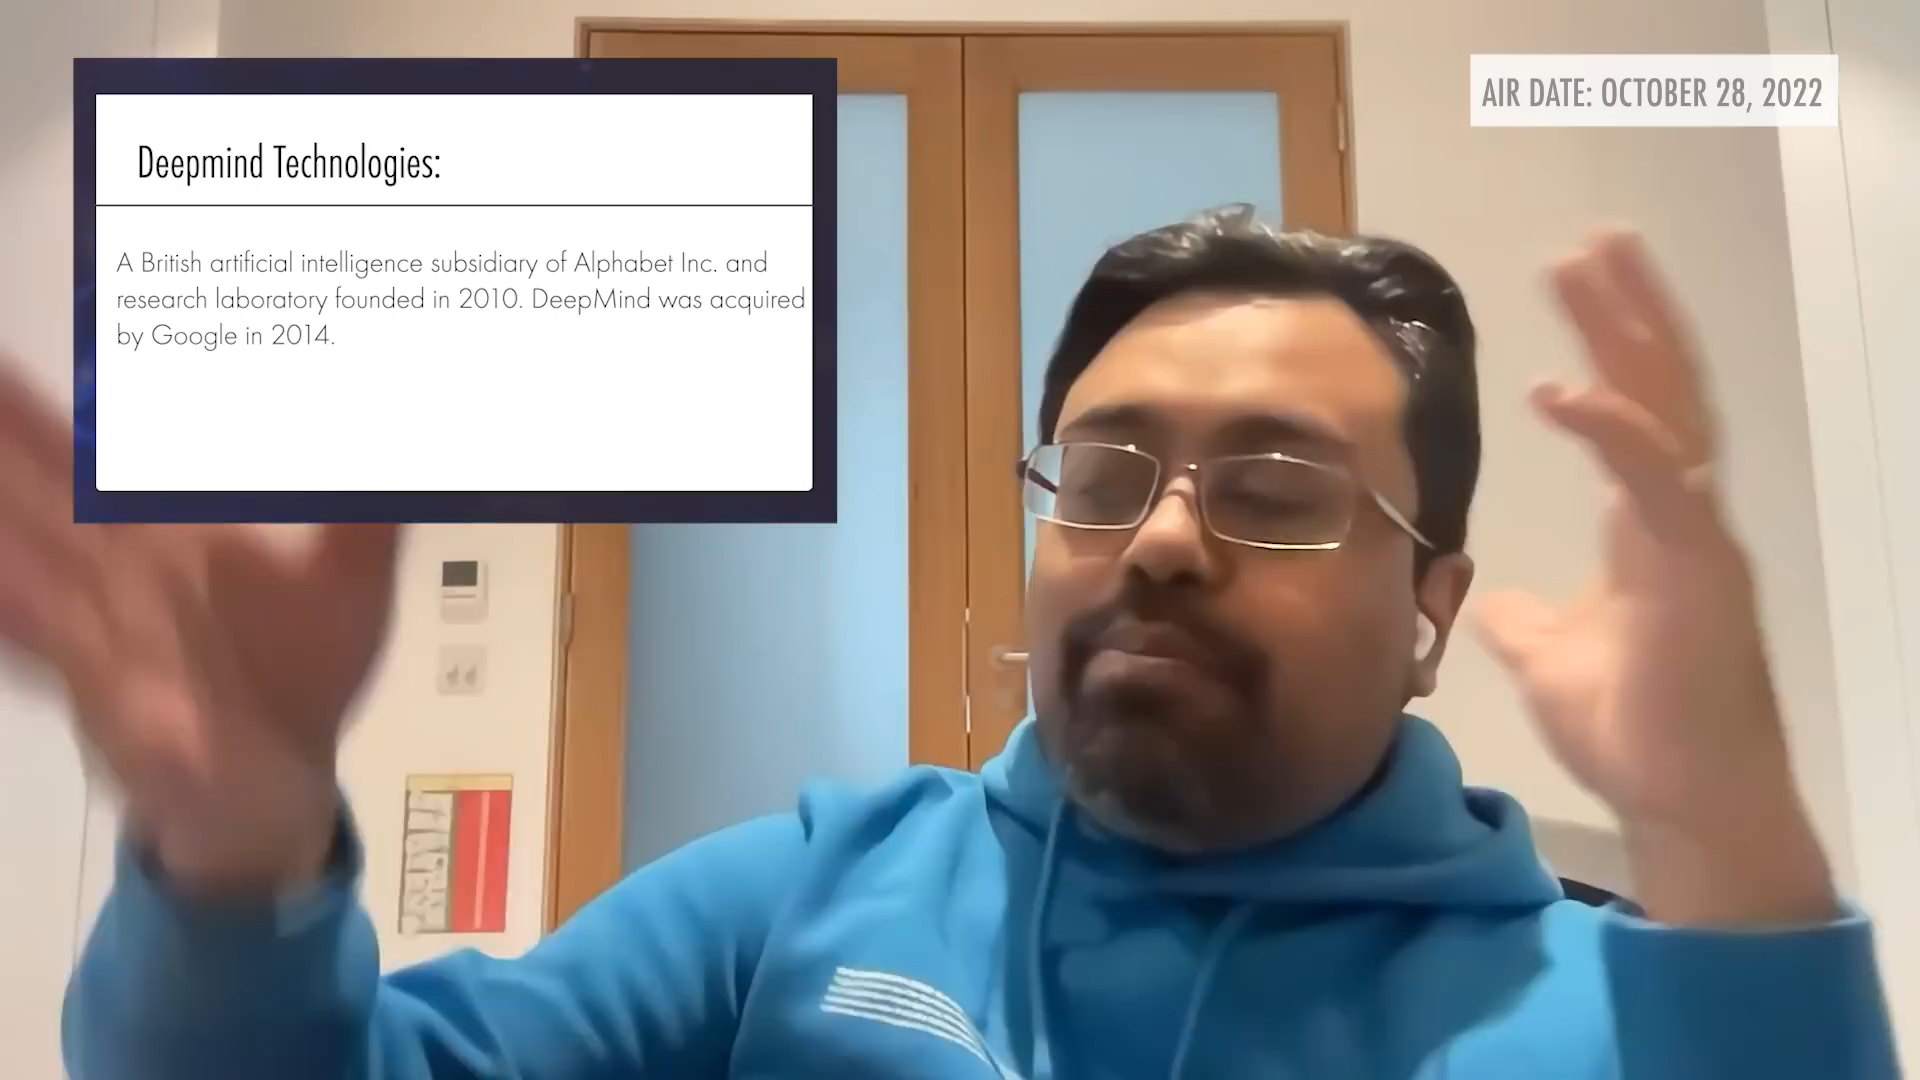 AIR DATE: OCTOBER 28, 2022
Deepmind Technologies:
A British artificial intelligence subsidiary of Alphabet Inc. and
research laboratory founded in 2010. DeepMind was acquired
by Google in 2014.